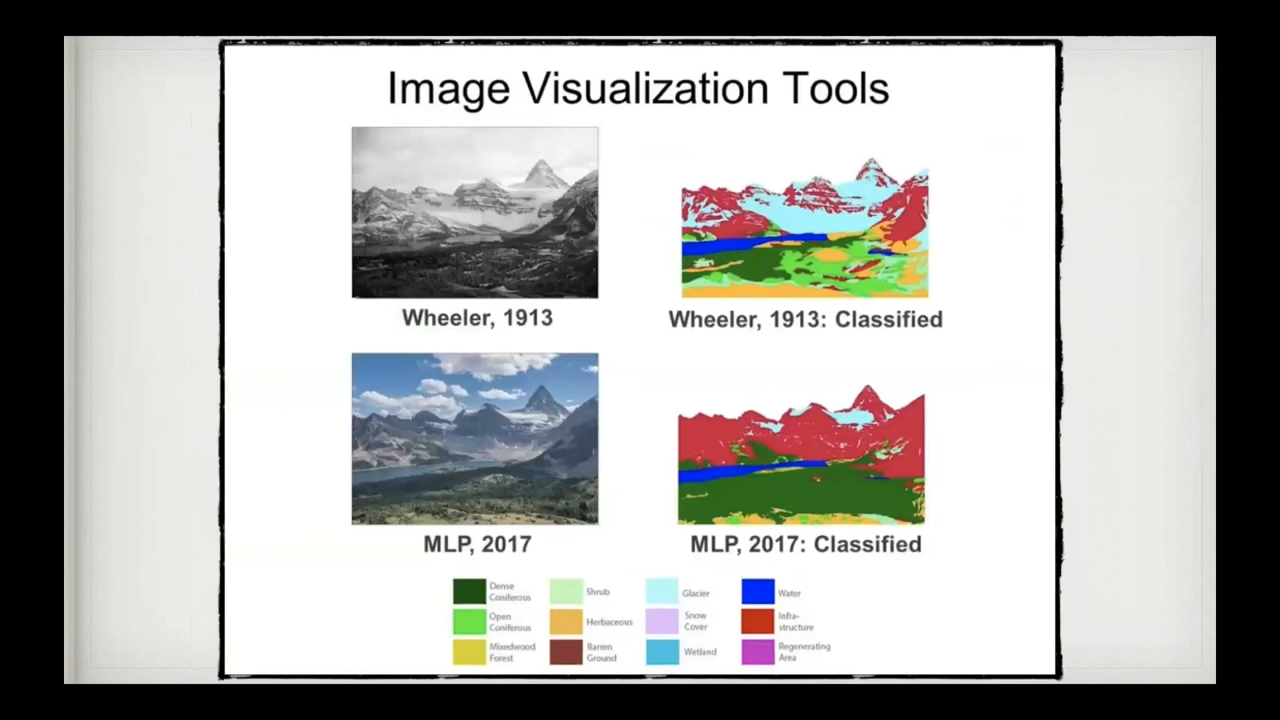 Image Visualization Tools
Wheeler, 1913
Wheeler, 1913: Classified
MLP, 2017
MLP, 2017: Classified
Dense
Coniferous
Shrub
Glacier
Water
Open
Coniferous
Herbaceous
Snow
Cover
Infra-
structure
Mixedwood
Forest
Barren
Ground
Wetland
Regenerating
Area